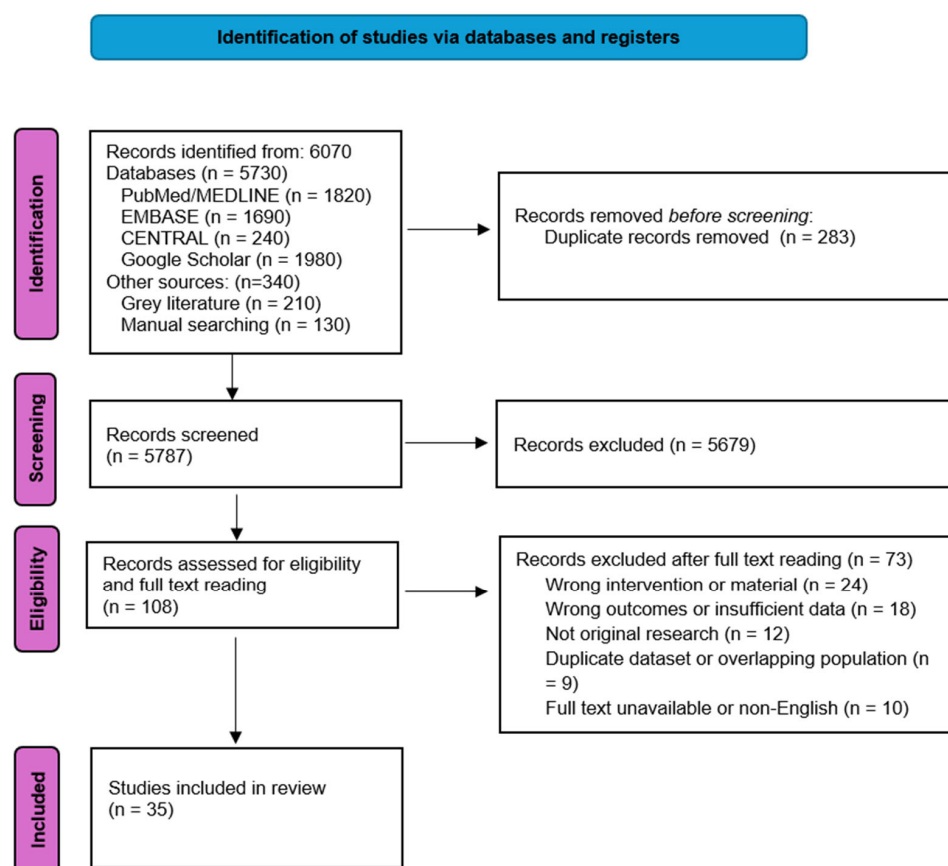 Identification of studies via databases and registers
Identification
Records identified from: 6070
Databases (n = 5730)
PubMed/MEDLINE (n = 1820)
EMBASE (n = 1690)
CENTRAL (n = 240)
Google Scholar (n = 1980)
Other sources: (n=340)
Grey literature (n = 210)
Manual searching (n = 130)
Records removed before screening:
Duplicate records removed (n = 283)
Screening
Records screened
(n = 5787)
Records excluded (n = 5679)
Eligibility
Records assessed for eligibility
and full text reading
(n = 108)
Records excluded after full text reading (n = 73)
Wrong intervention or material (n = 24)
Wrong outcomes or insufficient data (n = 18)
Not original research (n = 12)
Duplicate dataset or overlapping population (n
= 9)
Full text unavailable or non-English (n = 10)
Included
Studies included in review
(n = 35)